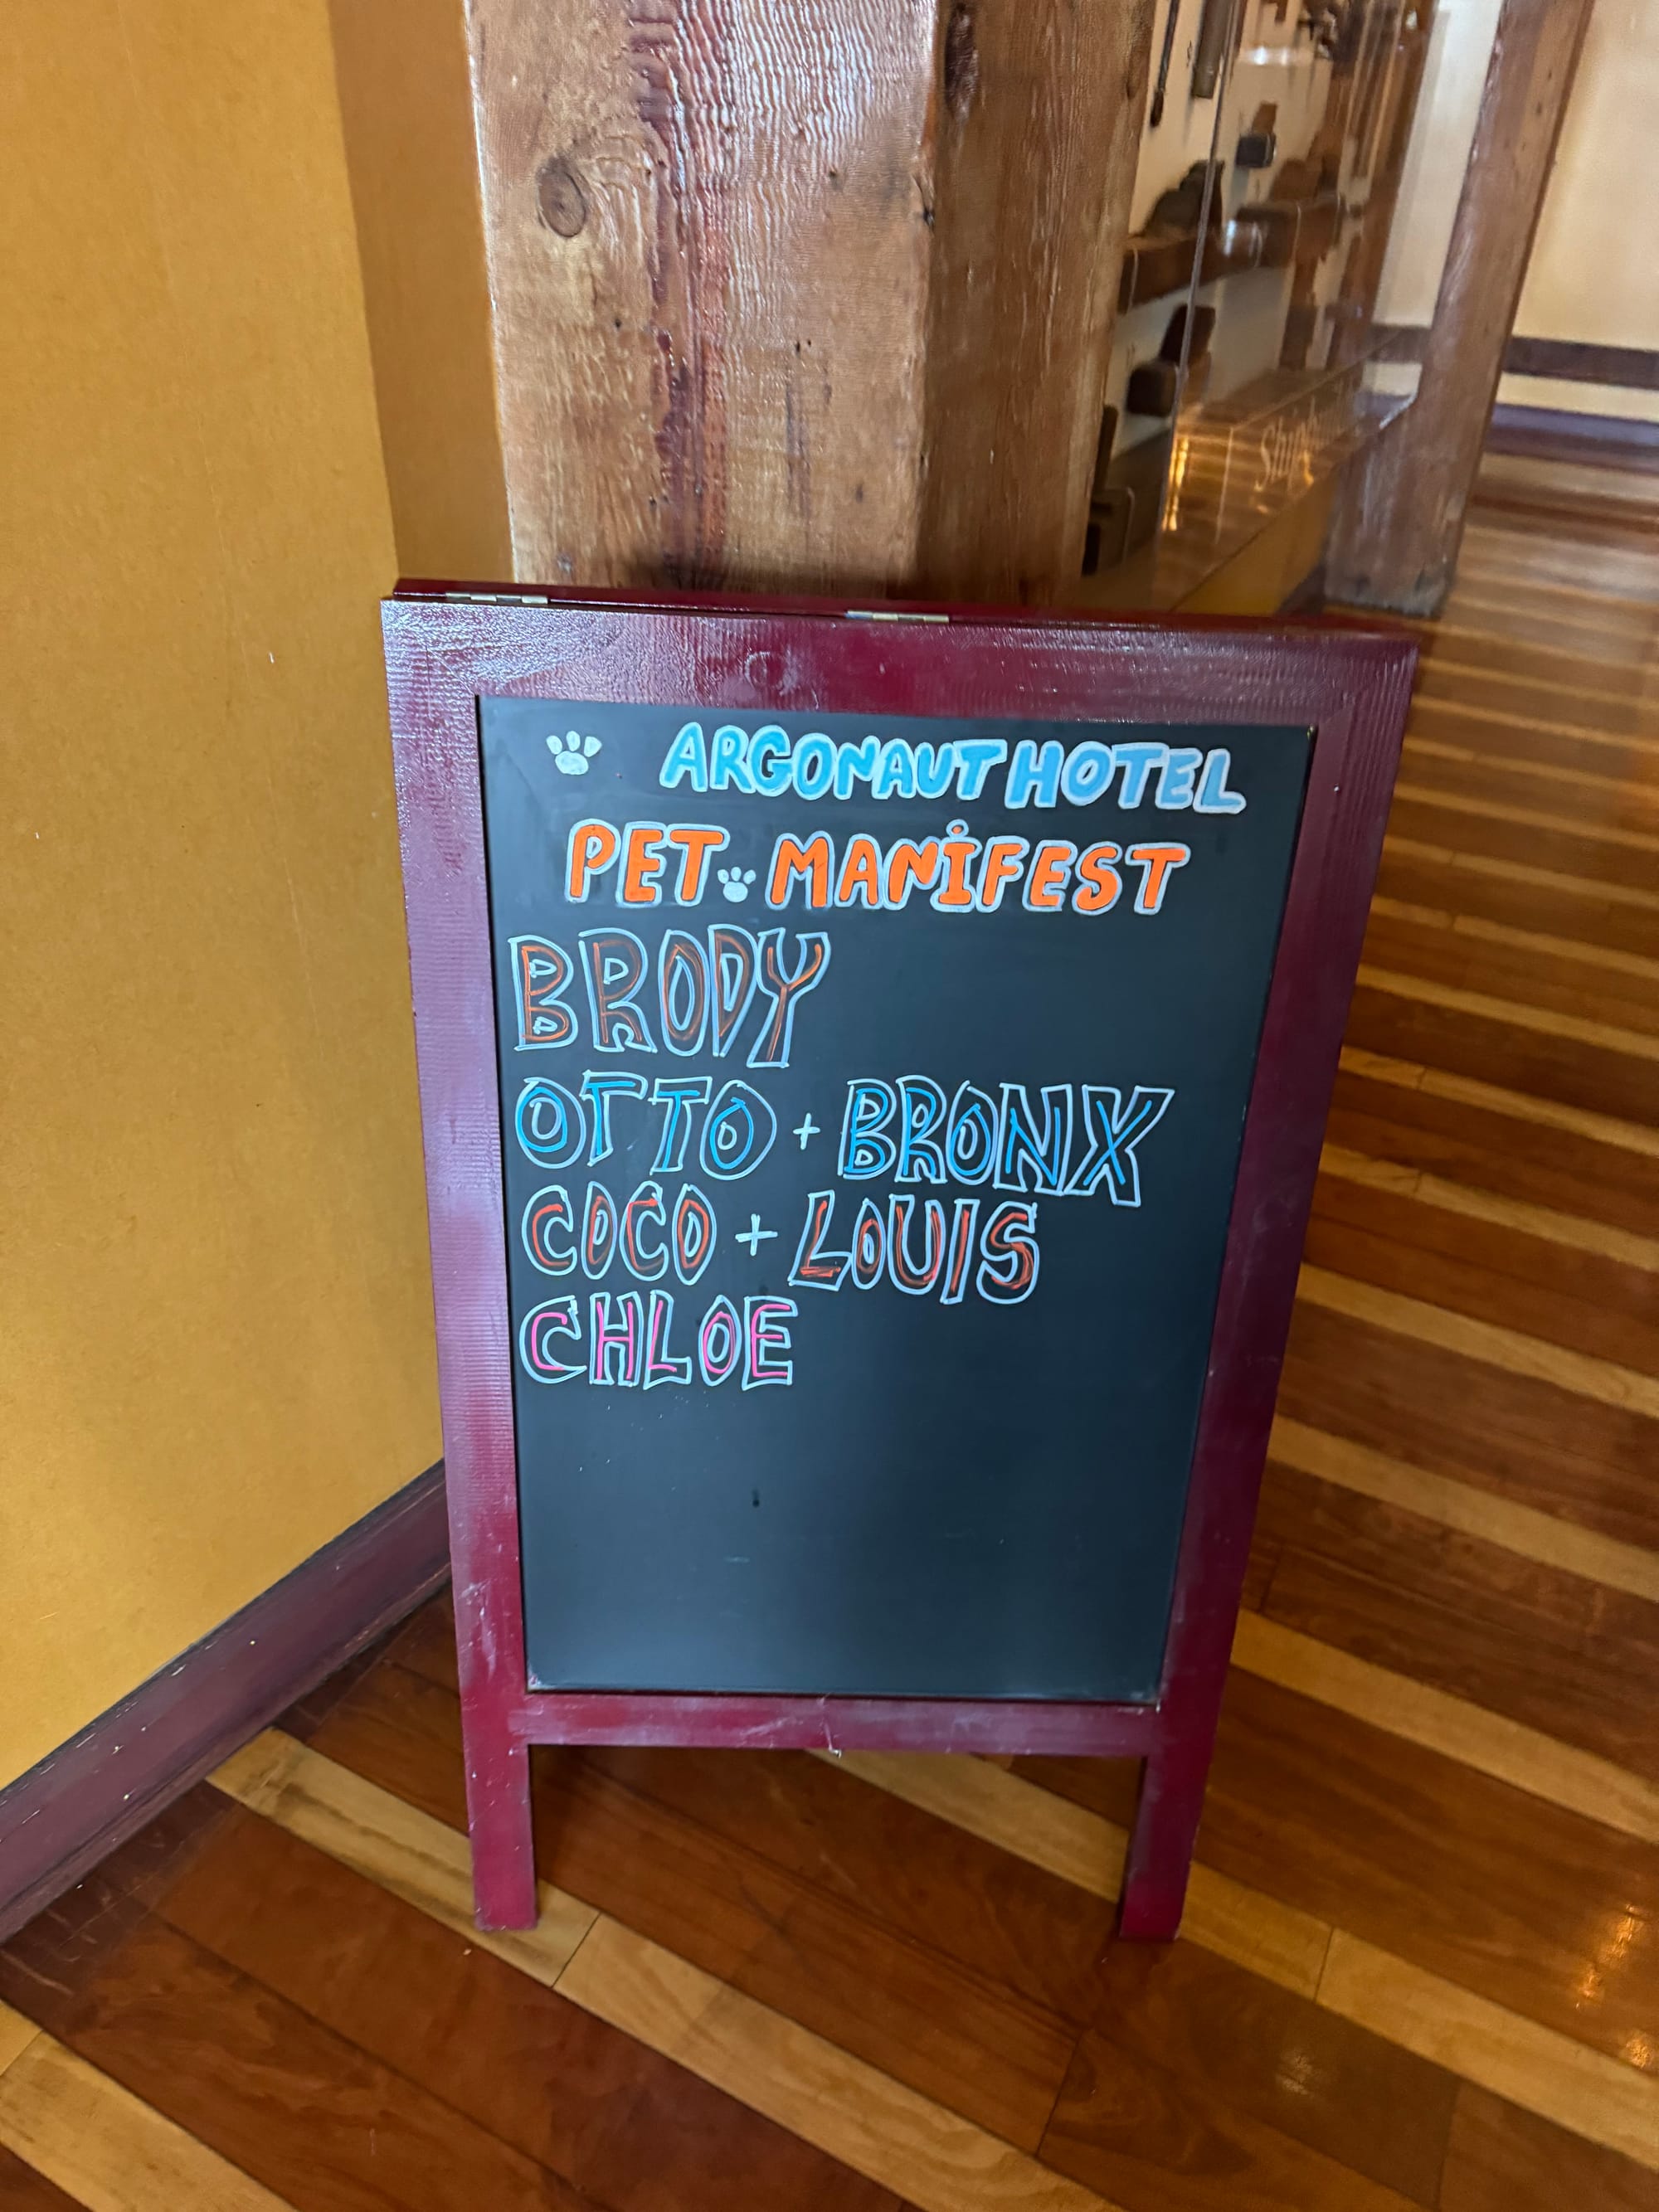 ARGONAUT HOTEL
PET MANIFEST
BRODY
OTTO + BRONX
COCO + LOUIS
CHLOE